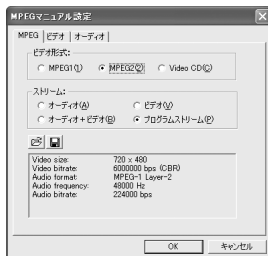 MPEGマニュアル設定
MPEG ビデオ オーディオ
ビデオ形式:
MPEG1(1) MPEG2(2) Video CD(C)
ストリーム:
オーディオ(A) ビデオ(V)
オーディオ+ビデオ(B) プログラムストリーム(P)
Video size: 720 x 480
Video bitrate: 6000000 bps (CBR)
Audio format: MPEG-1 Layer-2
Audio frequency: 48000 Hz
Audio bitrate: 224000 bps
OK キャンセル